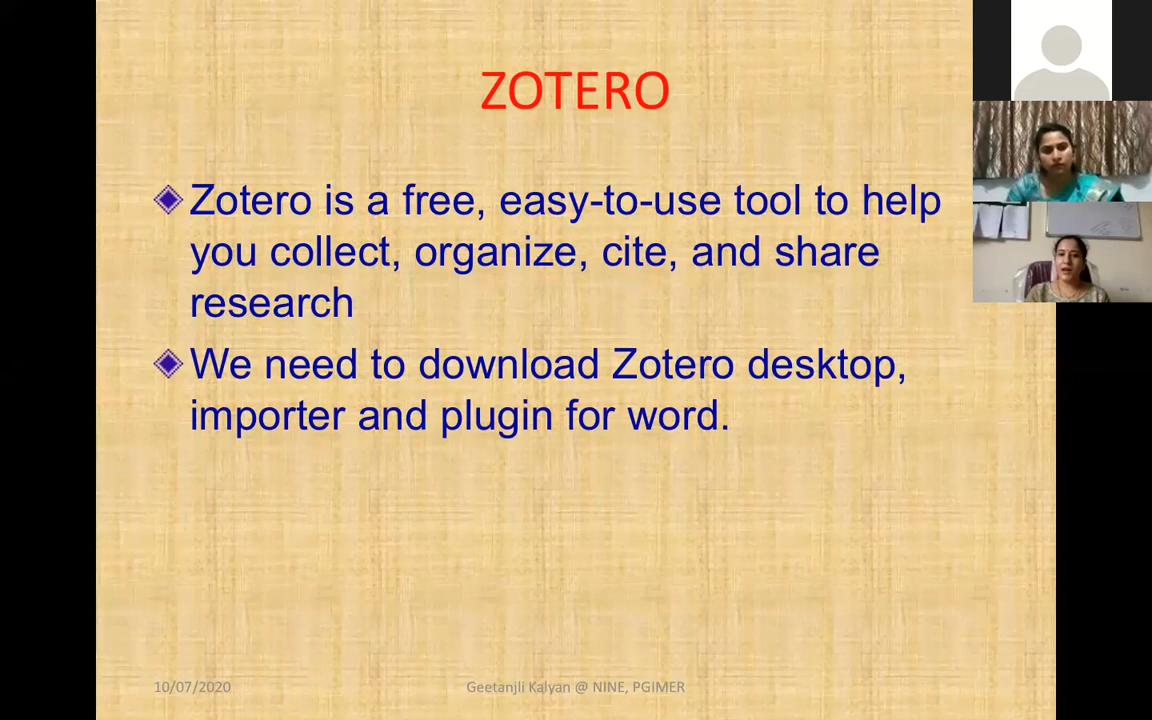 ZOTERO
Zotero is a free, easy-to-use tool to help
you collect, organize, cite, and share
research
We need to download Zotero desktop,
importer and plugin for word.
10/07/2020
Geetanjli Kalyan @ NINE, PGIMER